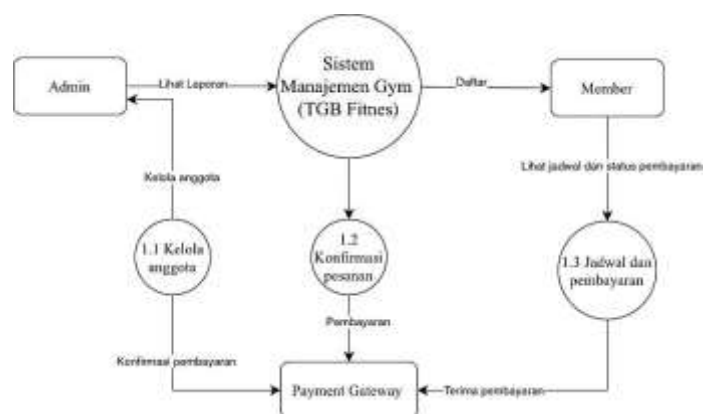 Sistem
Manajemen Gym
(TGB Fitnes)
Admin
Lihat Laporan
Daftar
Member
Kelola anggota
Lihat jadwal dan status pembayaran
1.1 Kelola
anggota
1.2
Konfirmasi
pesanan
1.3 Jadwal dan
pembayaran
Pembayaran
Konfirmasi pembayaran
Payment Gateway
Terima pembayaran